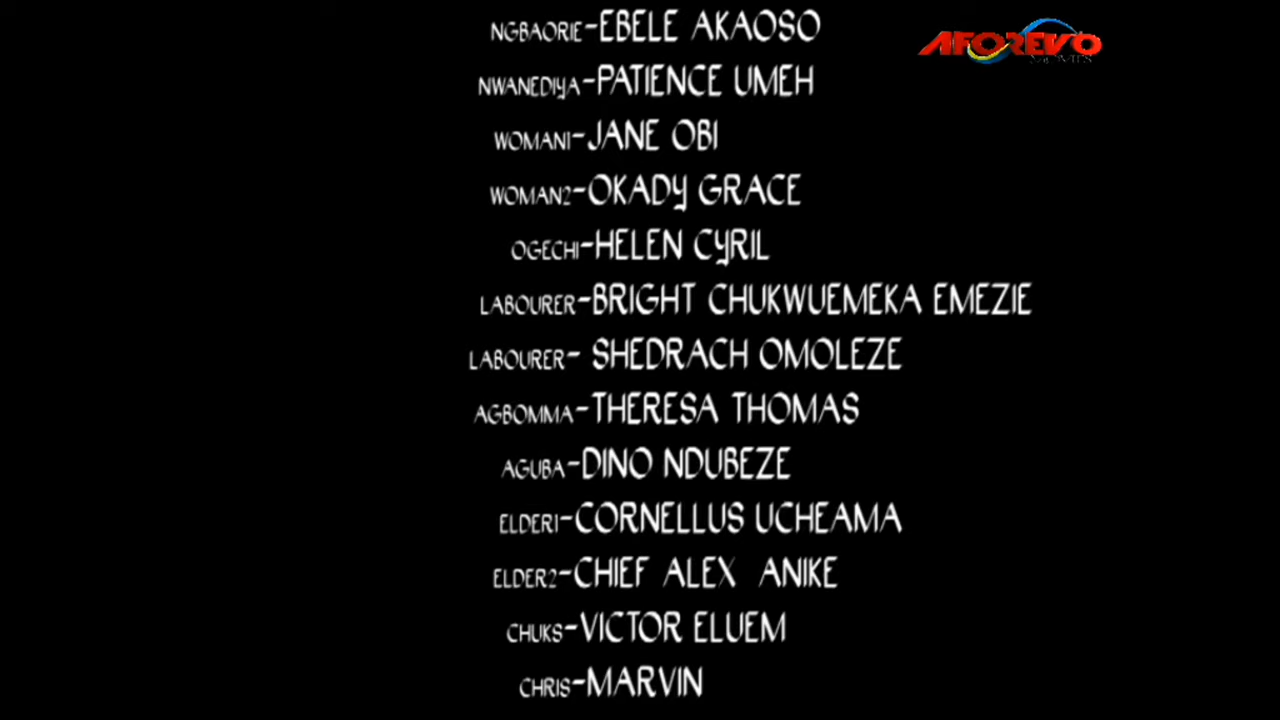 NGBAORIE-EBELE AKAOSO
AFOREVO
NWANEDIYA-PATIENCE UMEH
WOMAN1-JANE OBI
WOMAN2-OKADY GRACE
OGECHI-HELEN CYRIL
LABOURER-BRIGHT CHUKWUEMEKA EMEZIE
LABOURER- SHEDRACH OMOLEZE
AGBOMMA-THERESA THOMAS
AGUBA-DINO NDUBEZE
ELDER1-CORNELLUS UCHEAMA
ELDER2-CHIEF ALEX ANIKE
CHUKS-VICTOR ELUEM
CHRIS-MARVIN